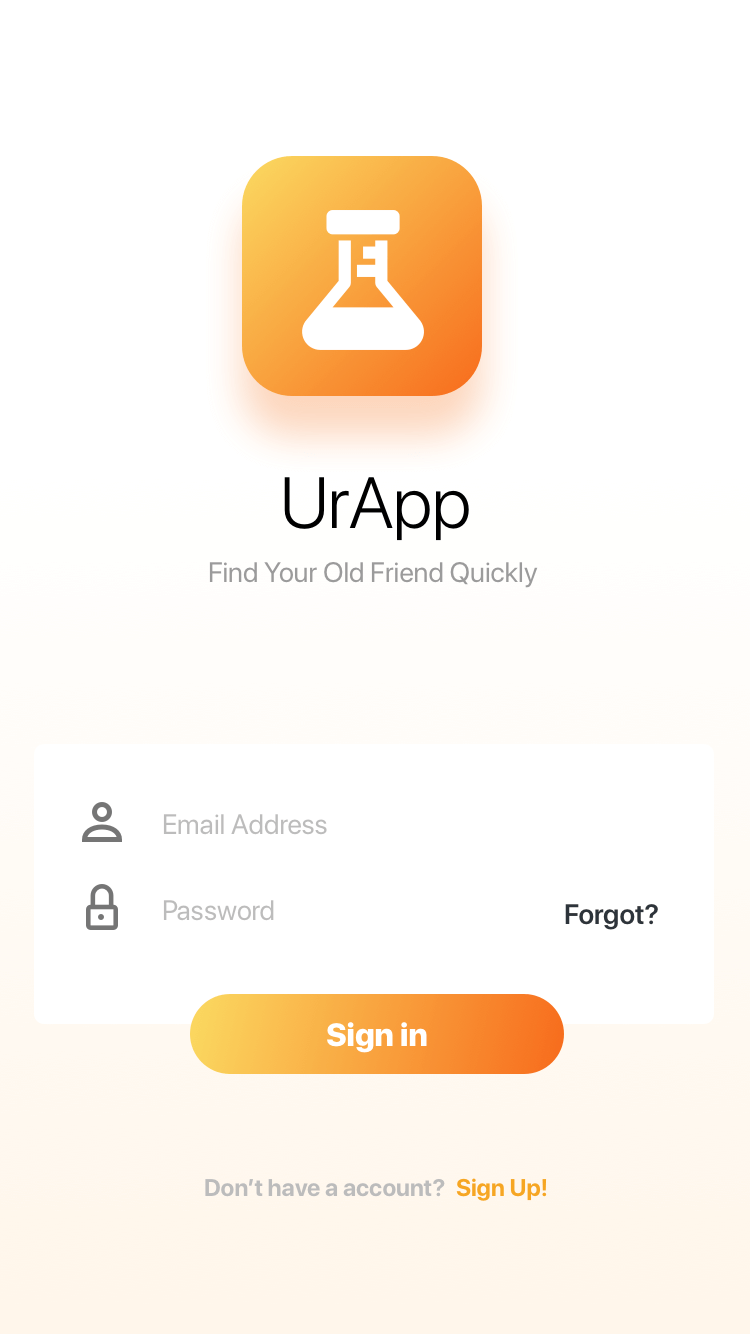 UrApp
Find Your Old Friend Quickly
Email Address
Password
Forgot?
Sign in
Don’t have a account? Sign Up!